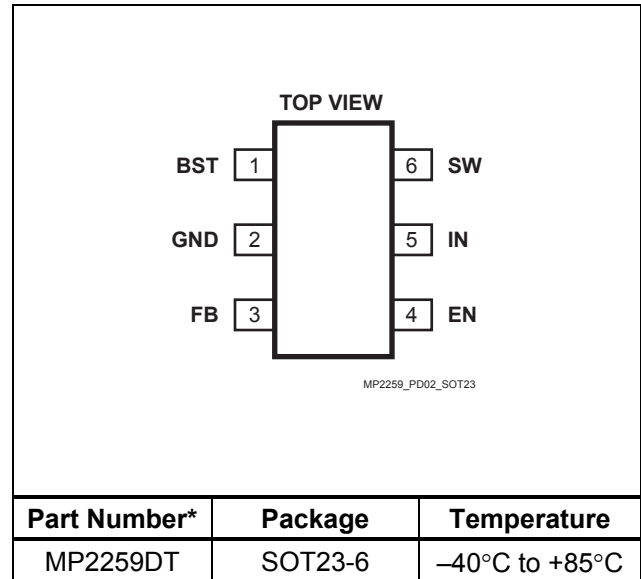 TOP VIEW
BST 1 6 SW
GND 2 5 IN
FB 3 4 EN
MP2259_PD02_SOT23
Part Number* Package Temperature
MP2259DT SOT23-6 –40°C to +85°C